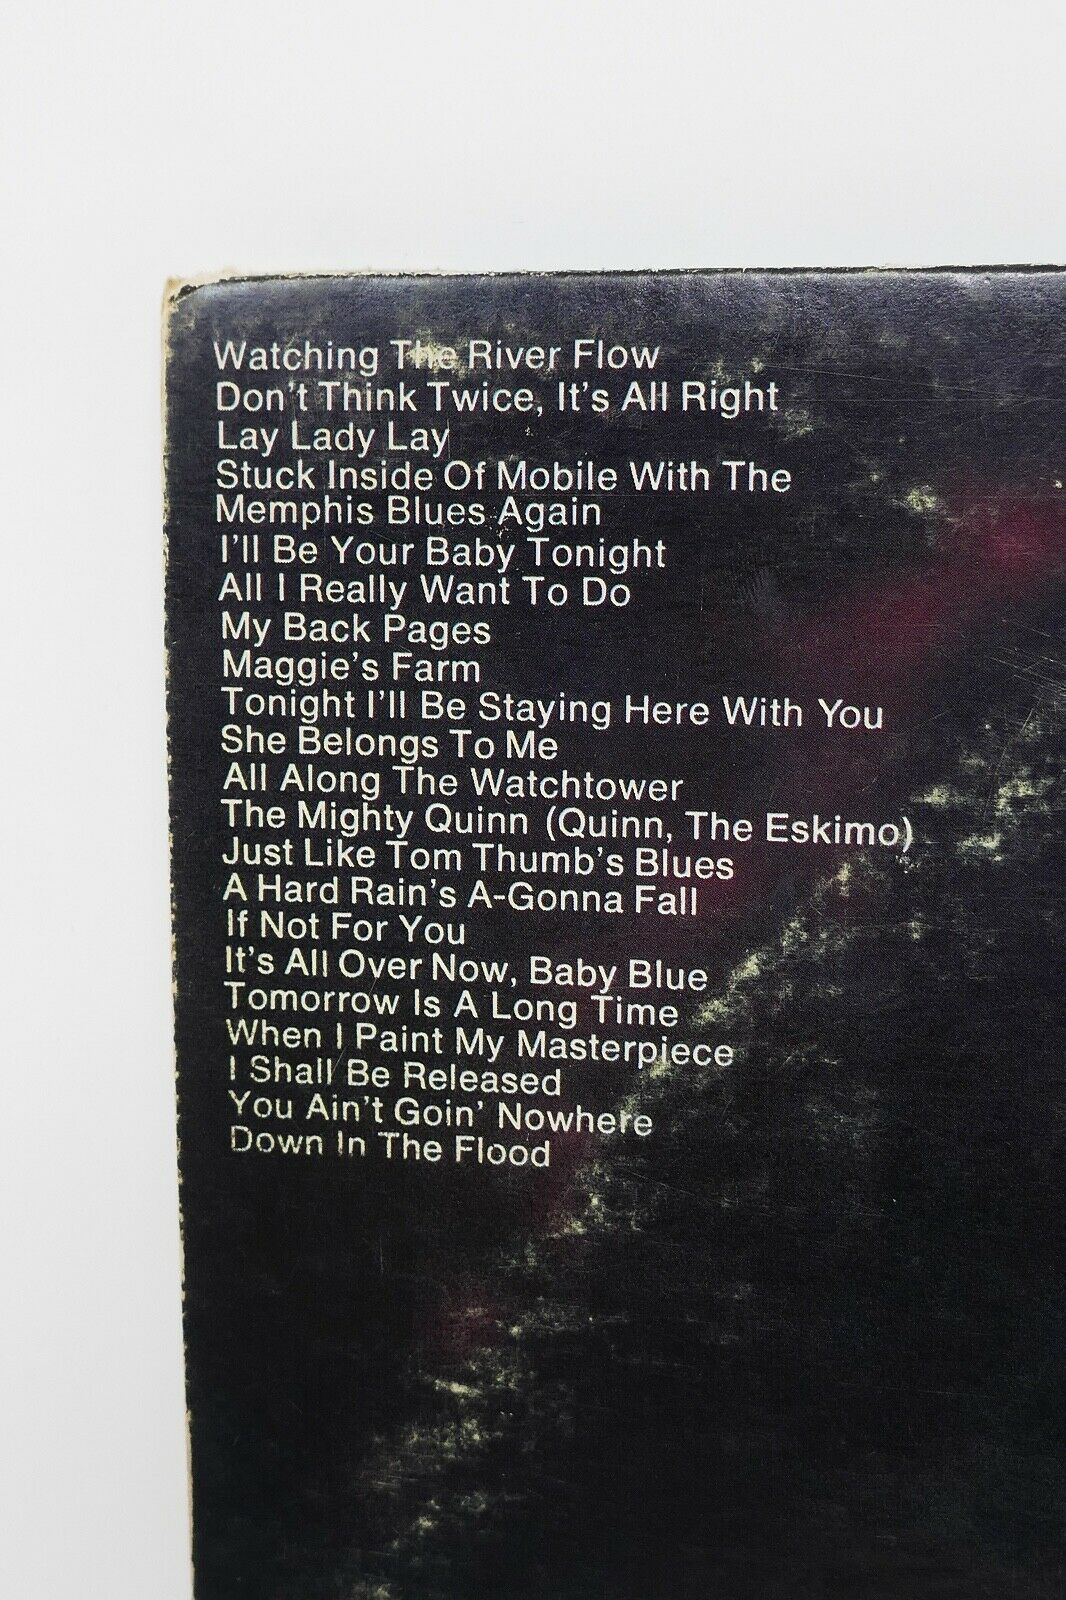 Watching The River Flow
Don't Think Twice, It's All Right
Lay Lady Lay
Stuck Inside Of Mobile With The
Memphis Blues Again
I'll Be Your Baby Tonight
All I Really Want To Do
My Back Pages
Maggie's Farm
Tonight I'll Be Staying Here With You
She Belongs To Me
All Along The Watchtower
The Mighty Quinn (Quinn, The Eskimo)
Just Like Tom Thumb's Blues
A Hard Rain's A-Gonna Fall
If Not For You
It's All Over Now, Baby Blue
Tomorrow Is A Long Time
When I Paint My Masterpiece
I Shall Be Released
You Ain't Goin' Nowhere
Down In The Flood